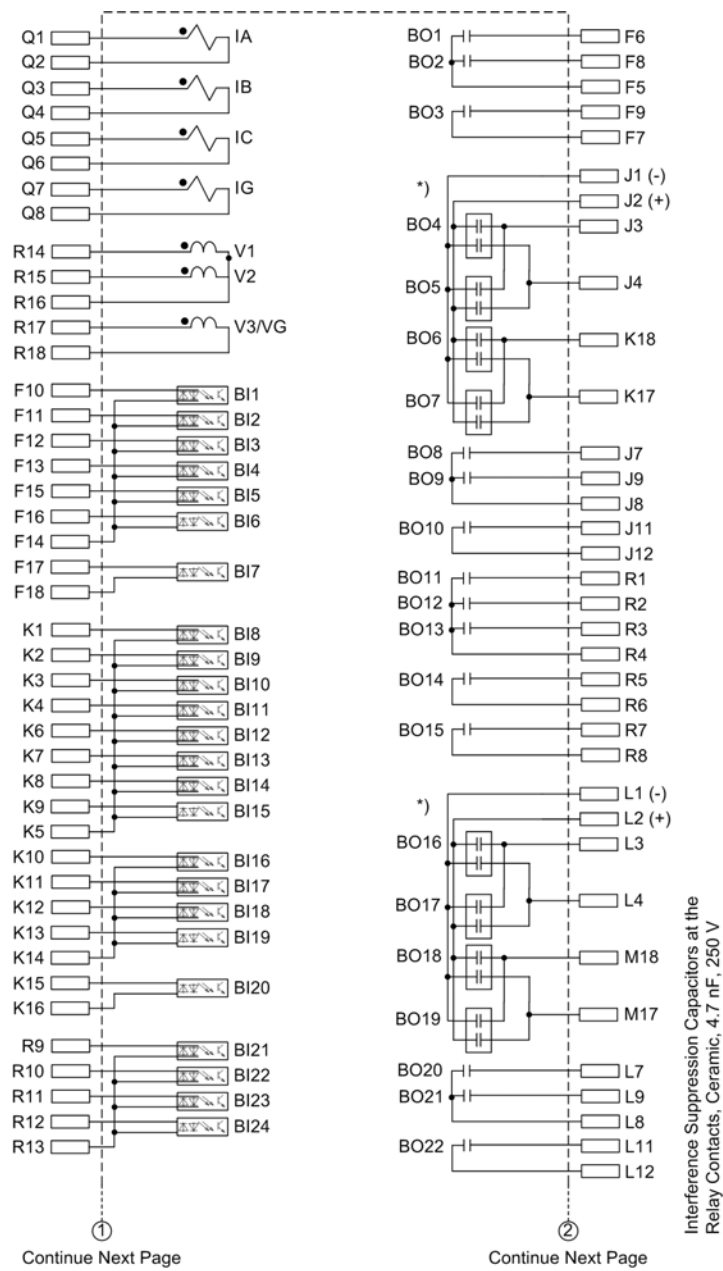 Q1 IA
Q2
Q3 IB
Q4
Q5 IC
Q6
Q7 IG
Q8
R14 V1
R15 V2
R16
R17 V3/VG
R18
F10 BI1
F11 BI2
F12 BI3
F13 BI4
F15 BI5
F16 BI6
F14
F17 BI7
F18
K1 BI8
K2 BI9
K3 BI10
K4 BI11
K6 BI12
K7 BI13
K8 BI14
K9 BI15
K5
K10 BI16
K11 BI17
K12 BI18
K13 BI19
K14
K15 BI20
K16
R9 BI21
R10 BI22
R11 BI23
R12 BI24
R13
1
Continue Next Page
BO1 F6
BO2 F8
F5
BO3 F9
F7
J1 (-)
*)
J2 (+)
BO4 J3
BO5 J4
BO6 K18
BO7 K17
BO8 J7
BO9 J9
J8
BO10 J11
J12
BO11 R1
BO12 R2
BO13 R3
R4
BO14 R5
R6
BO15 R7
R8
L1 (-)
*)
L2 (+)
BO16 L3
BO17 L4
BO18 M18
BO19 M17
BO20 L7
BO21 L9
L8
BO22 L11
L12
2
Continue Next Page
Interference Suppression Capacitors at the
Relay Contacts, Ceramic, 4.7 nF, 250 V